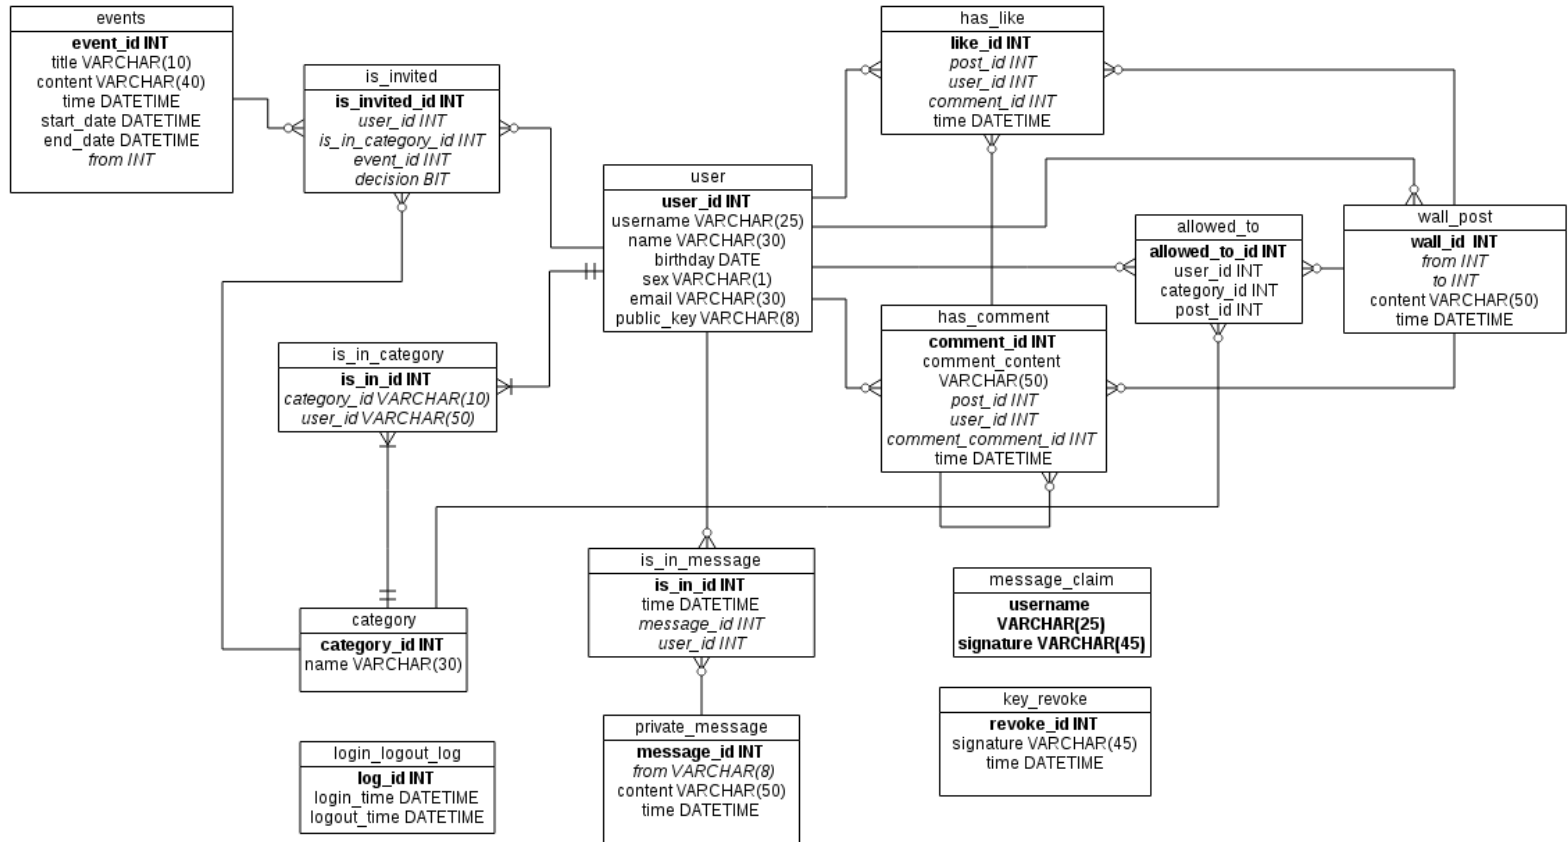 events
event_id INT
title VARCHAR(10)
content VARCHAR(40)
time DATETIME
start_date DATETIME
end_date DATETIME
from INT
is_invited
is_invited_id INT
user_id INT
is_in_category_id INT
event_id INT
decision BIT
user
user_id INT
username VARCHAR(25)
name VARCHAR(30)
birthday DATE
sex VARCHAR(1)
email VARCHAR(30)
public_key VARCHAR(8)
has_like
like_id INT
post_id INT
user_id INT
comment_id INT
time DATETIME
allowed_to
allowed_to_id INT
user_id INT
category_id INT
post_id INT
wall_post
wall_id INT
from INT
to INT
content VARCHAR(50)
time DATETIME
has_comment
comment_id INT
comment_content
VARCHAR(50)
post_id INT
user_id INT
comment_comment_id INT
time DATETIME
is_in_category
is_in_id INT
category_id VARCHAR(10)
user_id VARCHAR(50)
category
category_id INT
name VARCHAR(30)
is_in_message
is_in_id INT
time DATETIME
message_id INT
user_id INT
message_claim
username
VARCHAR(25)
signature VARCHAR(45)
key_revoke
revoke_id INT
signature VARCHAR(45)
time DATETIME
private_message
message_id INT
from VARCHAR(8)
content VARCHAR(50)
time DATETIME
login_logout_log
log_id INT
login_time DATETIME
logout_time DATETIME